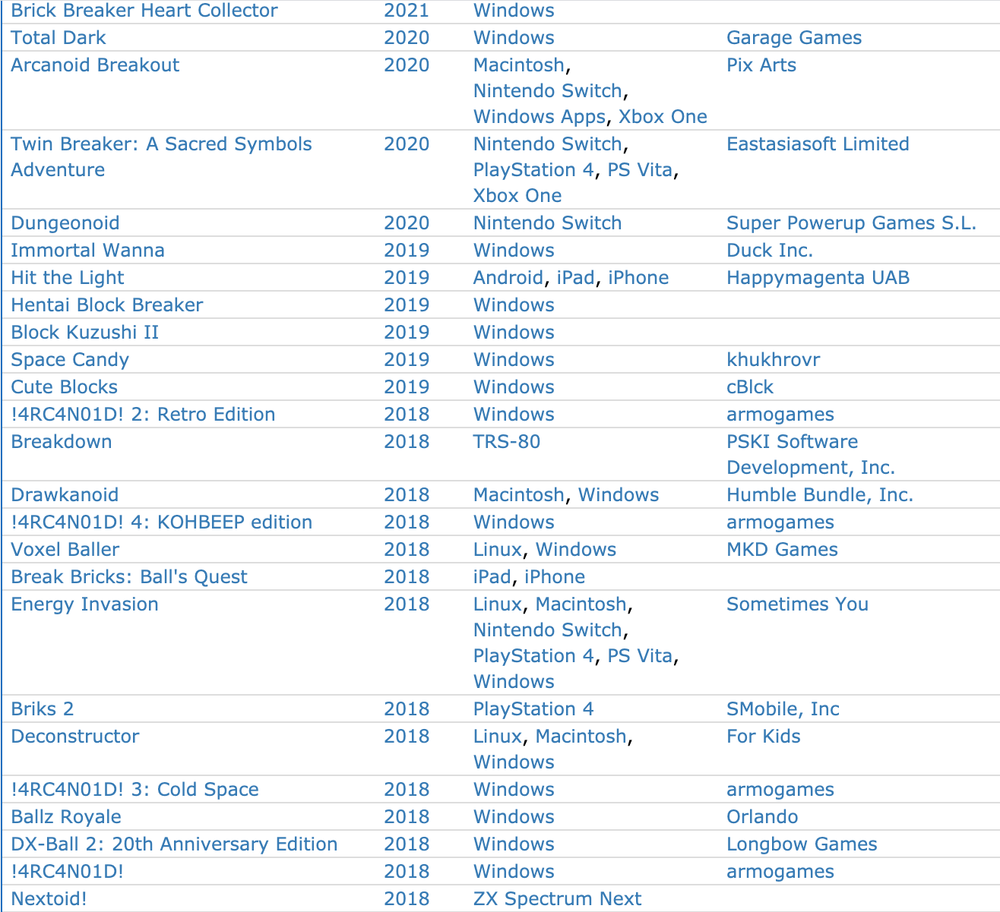 Brick Breaker Heart Collector 2021 Windows
Total Dark 2020 Windows Garage Games
Arcanoid Breakout 2020 Macintosh, Pix Arts
Nintendo Switch,
Windows Apps, Xbox One
Twin Breaker: A Sacred Symbols 2020 Nintendo Switch, Eastasiasoft Limited
Adventure PlayStation 4, PS Vita,
Xbox One
Dungeonoid 2020 Nintendo Switch Super Powerup Games S.L.
Immortal Wanna 2019 Windows Duck Inc.
Hit the Light 2019 Android, iPad, iPhone Happymagenta UAB
Hentai Block Breaker 2019 Windows
Block Kuzushi II 2019 Windows
Space Candy 2019 Windows khukhrovr
Cute Blocks 2019 Windows cBlck
!4RC4N01D! 2: Retro Edition 2018 Windows armogames
Breakdown 2018 TRS-80 PSKI Software
Development, Inc.
Drawkanoid 2018 Macintosh, Windows Humble Bundle, Inc.
!4RC4N01D! 4: KOHBEEP edition 2018 Windows armogames
Voxel Baller 2018 Linux, Windows MKD Games
Break Bricks: Ball's Quest 2018 iPad, iPhone
Energy Invasion 2018 Linux, Macintosh, Sometimes You
Nintendo Switch,
PlayStation 4, PS Vita,
Windows
Briks 2 2018 PlayStation 4 SMobile, Inc
Deconstructor 2018 Linux, Macintosh, For Kids
Windows
!4RC4N01D! 3: Cold Space 2018 Windows armogames
Ballz Royale 2018 Windows Orlando
DX-Ball 2: 20th Anniversary Edition 2018 Windows Longbow Games
!4RC4N01D! 2018 Windows armogames
Nextoid! 2018 ZX Spectrum Next